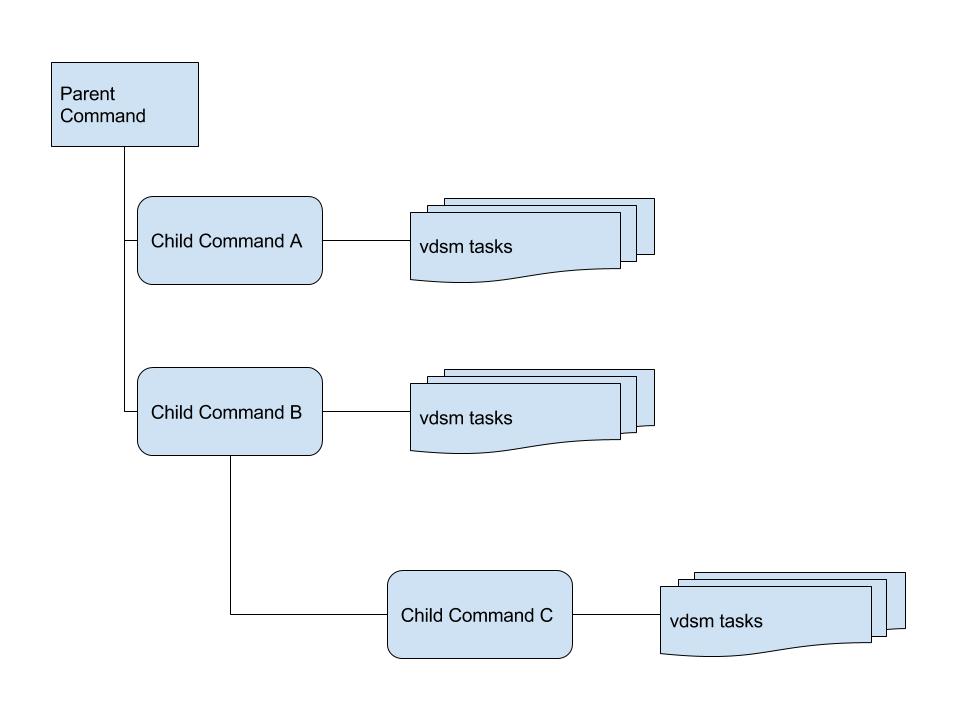 Parent
Command
Child Command A
vdsm tasks
Child Command B
vdsm tasks
Child Command C
vdsm tasks